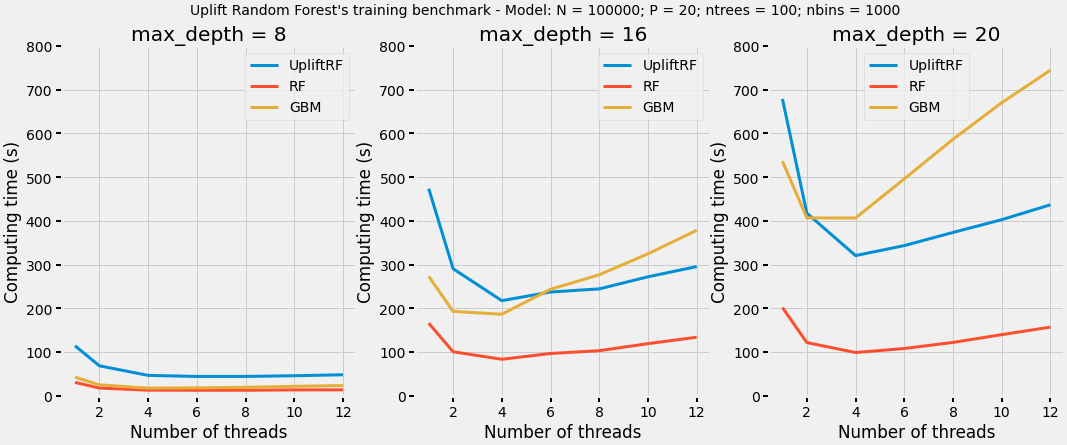 Uplift Random Forest's training benchmark - Model: N = 100000; P = 20; ntrees = 100; nbins = 1000
max_depth = 8
800
700
600
500
400
300
200
100
0
Computing time (s)
UpliftRF
RF
GBM
2 4 6 8 10 12
Number of threads
max_depth = 16
800
700
600
500
400
300
200
100
0
Computing time (s)
UpliftRF
RF
GBM
2 4 6 8 10 12
Number of threads
max_depth = 20
800
700
600
500
400
300
200
100
0
Computing time (s)
UpliftRF
RF
GBM
2 4 6 8 10 12
Number of threads